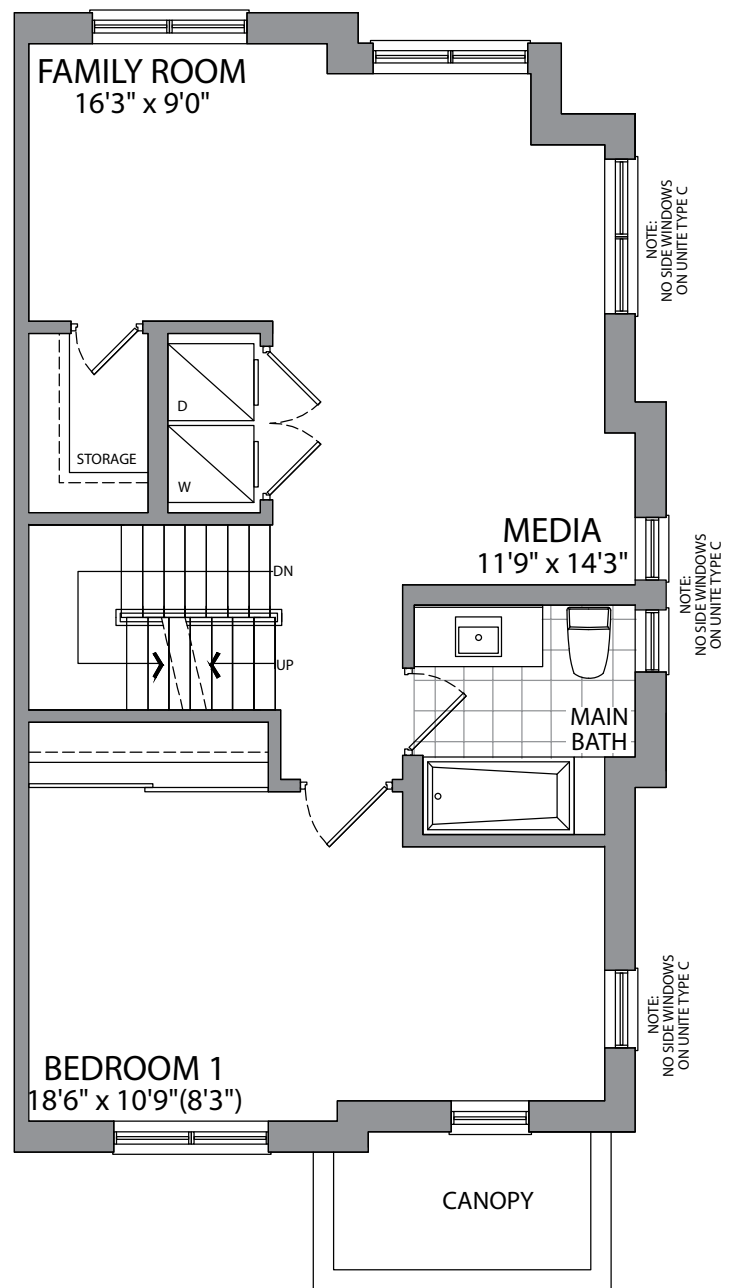 FAMILY ROOM
16'3" x 9'0"
NOTE:
NO SIDE WINDOWS
ON UNITE TYPE C
D
STORAGE
W
MEDIA
11'9" x 14'3"
DN
NOTE:
NO SIDE WINDOWS
ON UNITE TYPE C
UP
MAIN
BATH
NOTE:
NO SIDE WINDOWS
ON UNITE TYPE C
BEDROOM 1
18'6" x 10'9"(8'3")
CANOPY